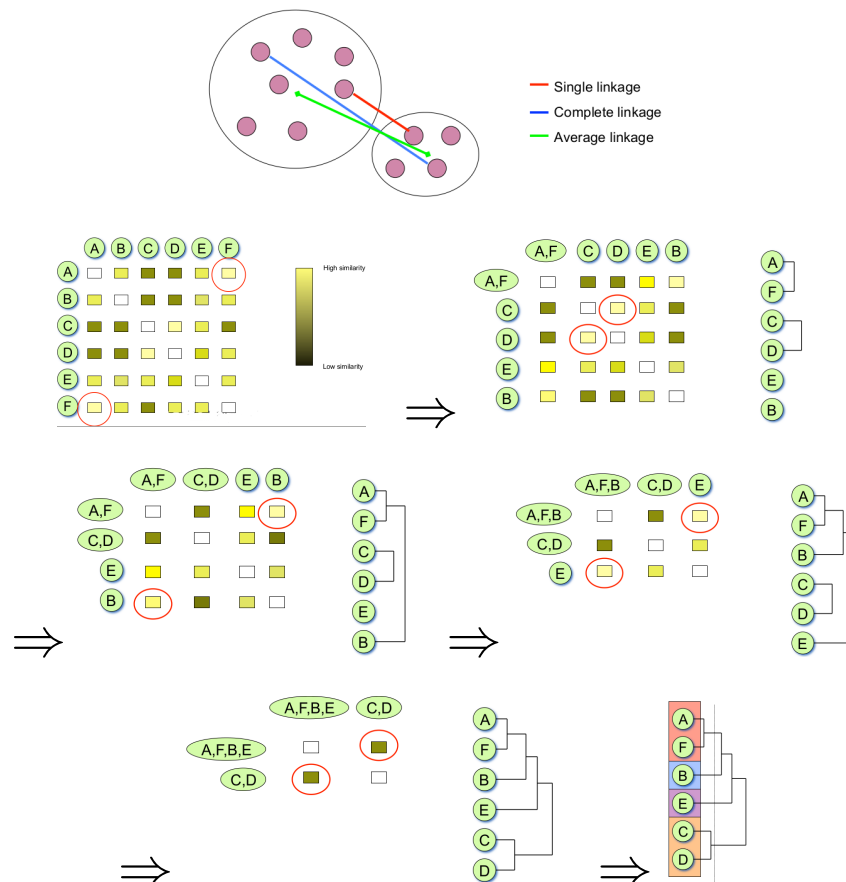 Single linkage
Complete linkage
Average linkage
A B C D E F
A
B
C
D
E
F
High similarity
Low similarity
A,F C D E B
A,F
C
D
E
B
A
F
C
D
E
B
A,F C,D E B
A,F
C,D
E
B
A
F
C
D
E
B
A,F,B C,D E
A,F,B
C,D
E
A
F
B
C
D
E
A,F,B,E C,D
A,F,B,E
C,D
A
F
B
E
C
D
A
F
B
E
C
D